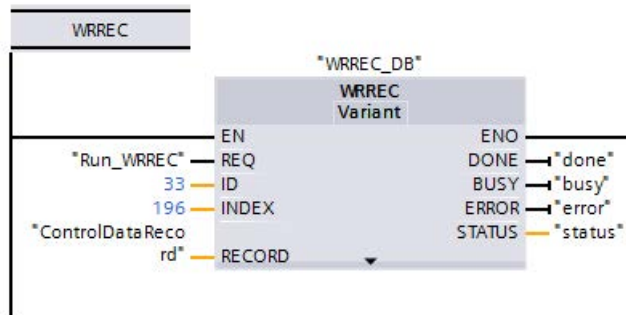 WRREC
"WRREC_DB"
WRREC
Variant
EN ENO
"Run_WRREC" REQ DONE "done"
33 ID BUSY "busy"
196 INDEX ERROR "error"
"ControlDataReco STATUS "status"
rd" RECORD